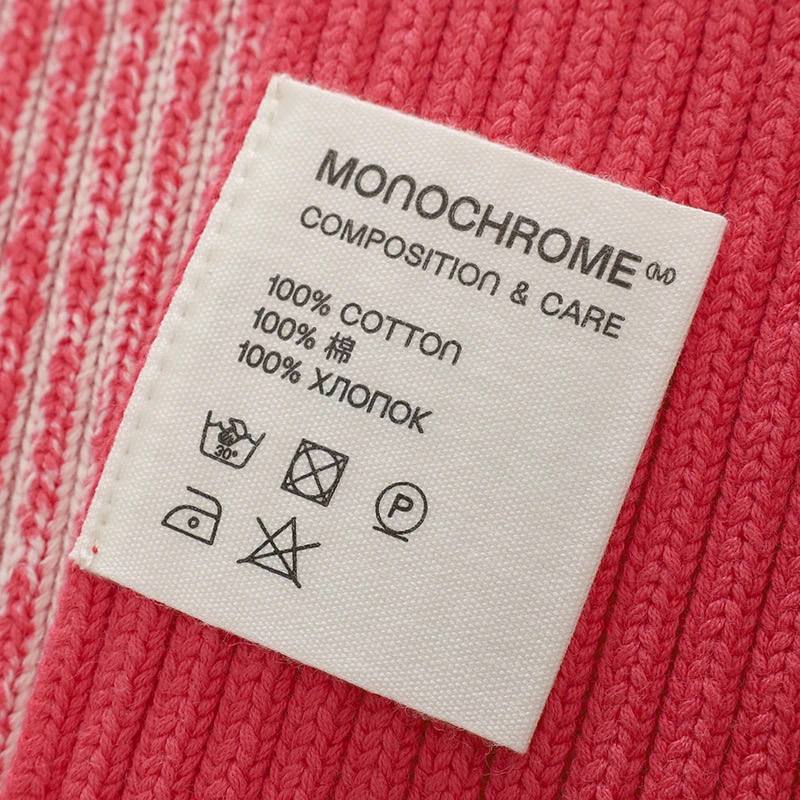 MONOCHROME (M)
COMPOSITION & CARE
100% COTTON
100% 棉
100% ХЛОПОК
30°
P